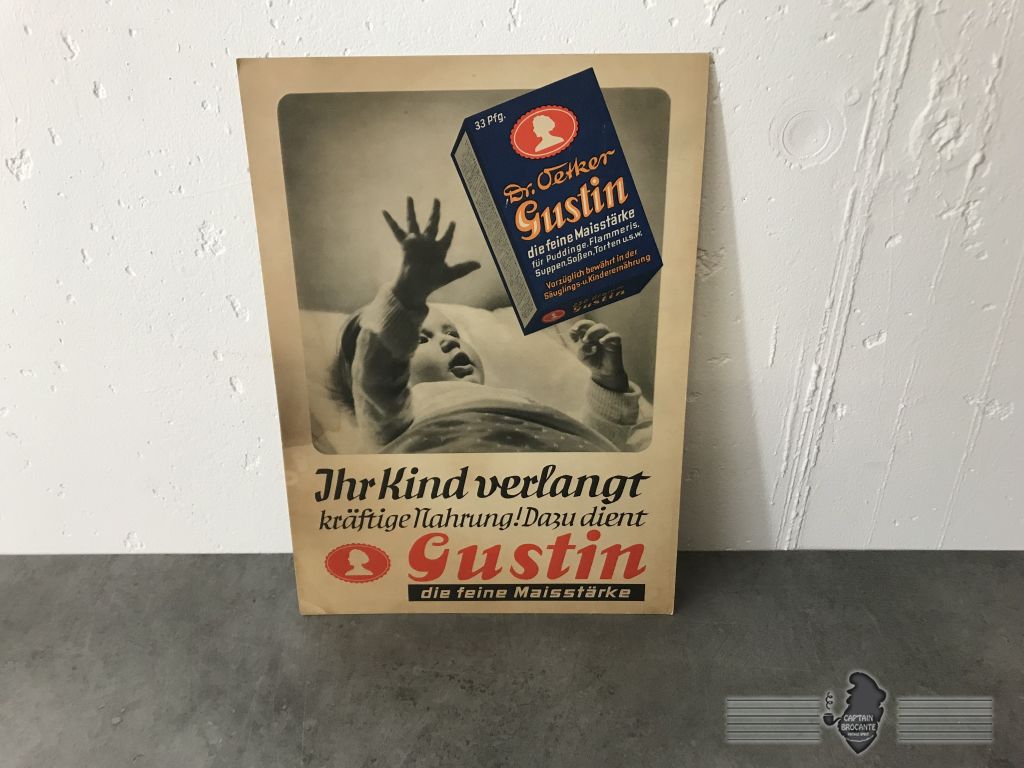 33 Pfg.
Dr. Oetker
Gustin
die feine Maisstärke
für Puddinge, Flammeris,
Suppen, Soßen, Torten u.s.w.
Vorzüglich bewährt in der
Säuglings-u.Kinderernährung
Gustin
Ihr Kind verlangt
kräftige Nahrung! Dazu dient
Gustin
die feine Maisstärke
CAPTAIN
BROCANTE